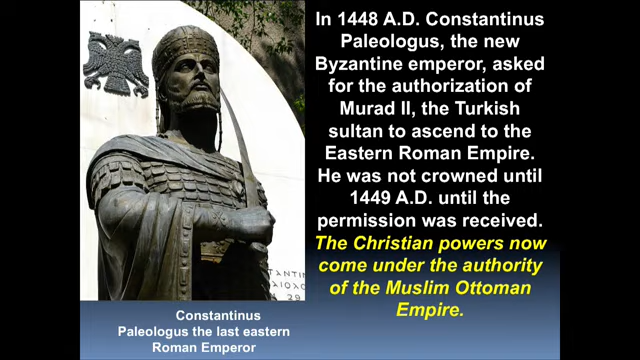 In 1448 A.D. Constantinus
Paleologus, the new
Byzantine emperor, asked
for the authorization of
Murad II, the Turkish
sultan to ascend to the
Eastern Roman Empire.
He was not crowned until
1449 A.D. until the
permission was received.
The Christian powers now
come under the authority
of the Muslim Ottoman
Empire.
Constantinus
Paleologus the last eastern
Roman Emperor